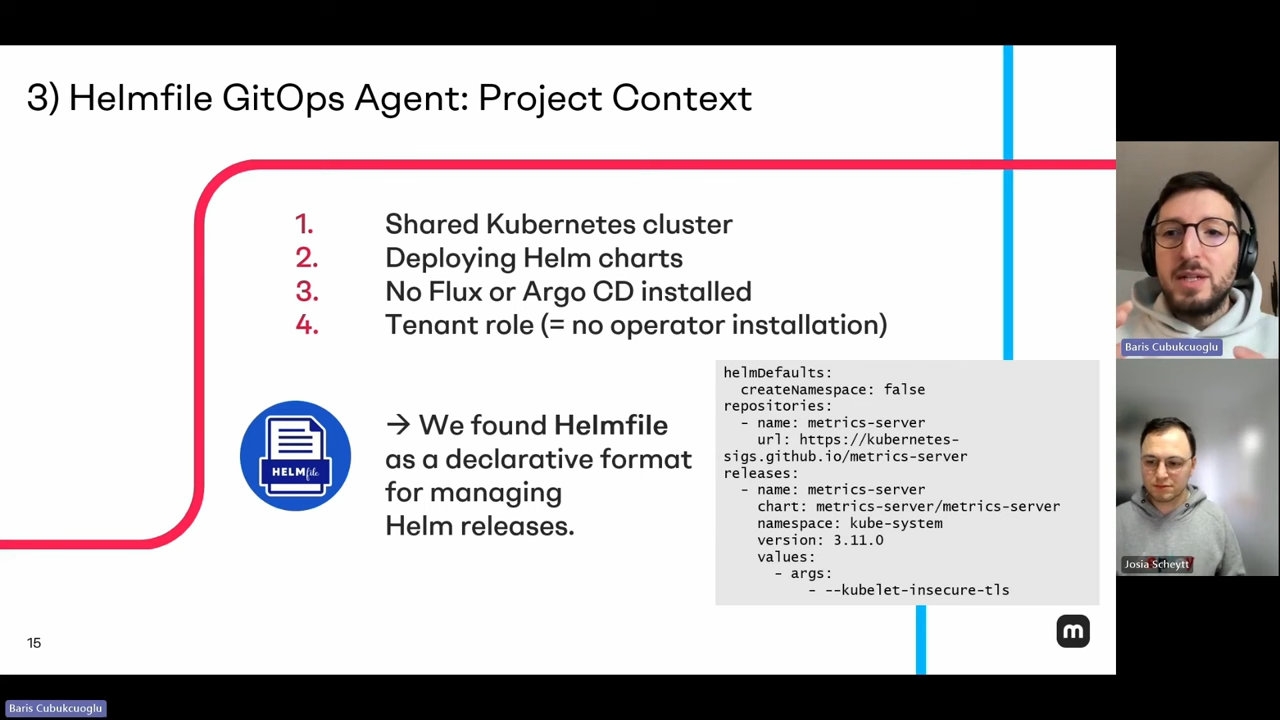 3) Helmfile GitOps Agent: Project Context
1. Shared Kubernetes cluster
2. Deploying Helm charts
3. No Flux or Argo CD installed
4. Tenant role (= no operator installation)
HELMfile
→ We found Helmfile
as a declarative format
for managing
Helm releases.
helmDefaults:
  createNamespace: false
repositories:
  - name: metrics-server
    url: https://kubernetes-
sigs.github.io/metrics-server
releases:
  - name: metrics-server
    chart: metrics-server/metrics-server
    namespace: kube-system
    version: 3.11.0
    values:
      - args:
          - --kubelet-insecure-tls
15
m
Baris Cubukcuoglu
Josia Scheytt
Baris Cubukcuoglu